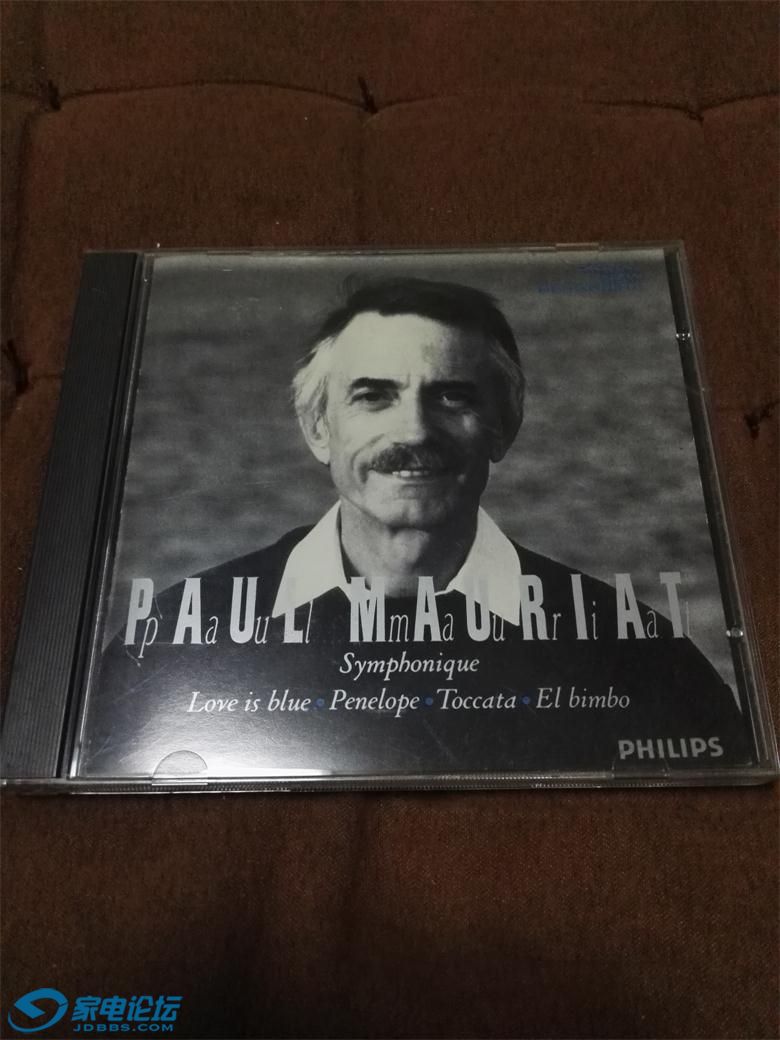 PAUL MAURIAT
Symphonique
Love is blue • Penelope • Toccata • El bimbo
PHILIPS
家电论坛
JDBBS.COM